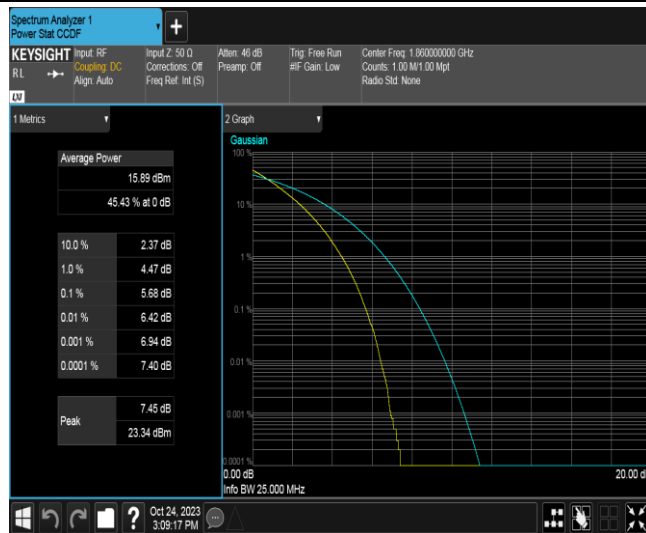 Spectrum Analyzer 1
Power Stat CCDF
+
KEYSIGHT
RL
Input: RF
Coupling: DC
Align: Auto
Input Z: 50 Ω
Corrections: Off
Freq Ref: Int (S)
Atten: 46 dB
Preamp: Off
Trig: Free Run
#IF Gain: Low
Center Freq: 1.860000000 GHz
Counts: 1.00 M/1.00 Mpt
Radio Std: None
1 Metrics
Average Power
15.89 dBm
45.43 % at 0 dB
10.0 % 2.37 dB
1.0 % 4.47 dB
0.1 % 5.68 dB
0.01 % 6.42 dB
0.001 % 6.94 dB
0.0001 % 7.40 dB
Peak
7.45 dB
23.34 dBm
2 Graph
Gaussian
100 %
10 %
1 %
0.1 %
0.01 %
0.001 %
0.0001 %
0.00 dB
20.00 d
Info BW 25.000 MHz
?
Oct 24, 2023
3:09:17 PM